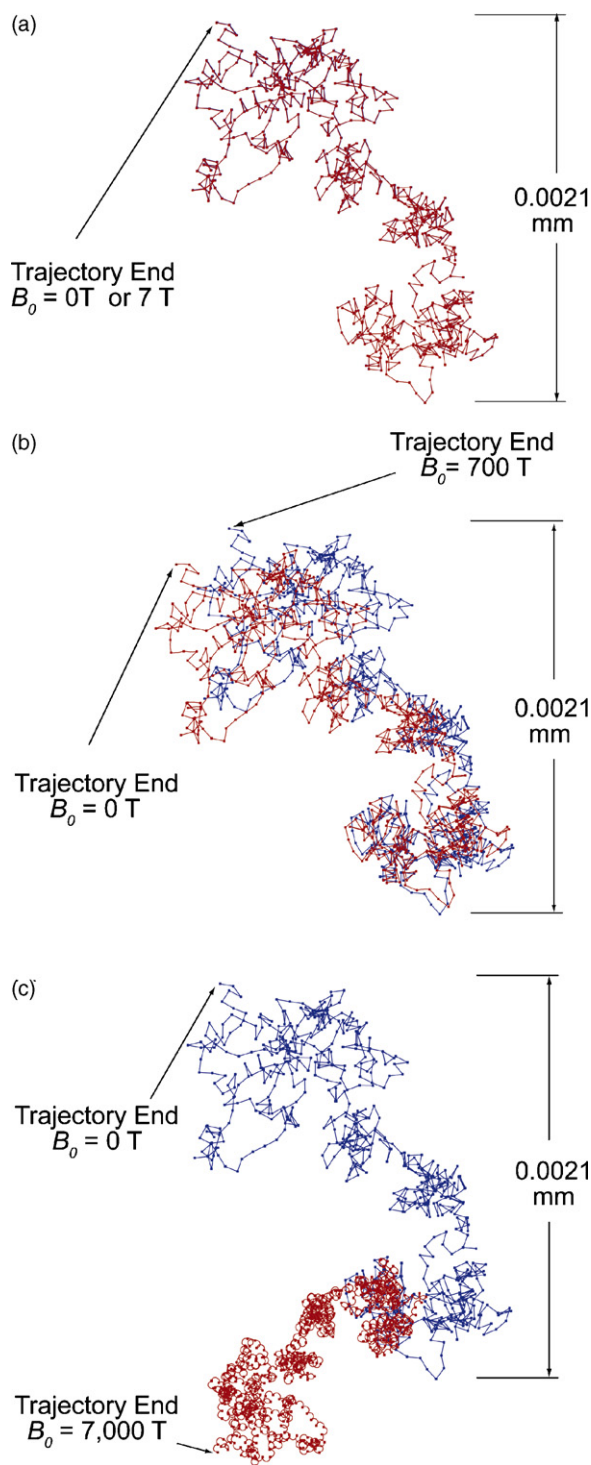 (a)
0.0021
mm
Trajectory End
B₀ = 0T or 7 T
(b)
Trajectory End
B₀ = 700 T
0.0021
mm
Trajectory End
B₀ = 0 T
(c)
Trajectory End
B₀ = 0 T
0.0021
mm
Trajectory End
B₀ = 7,000 T